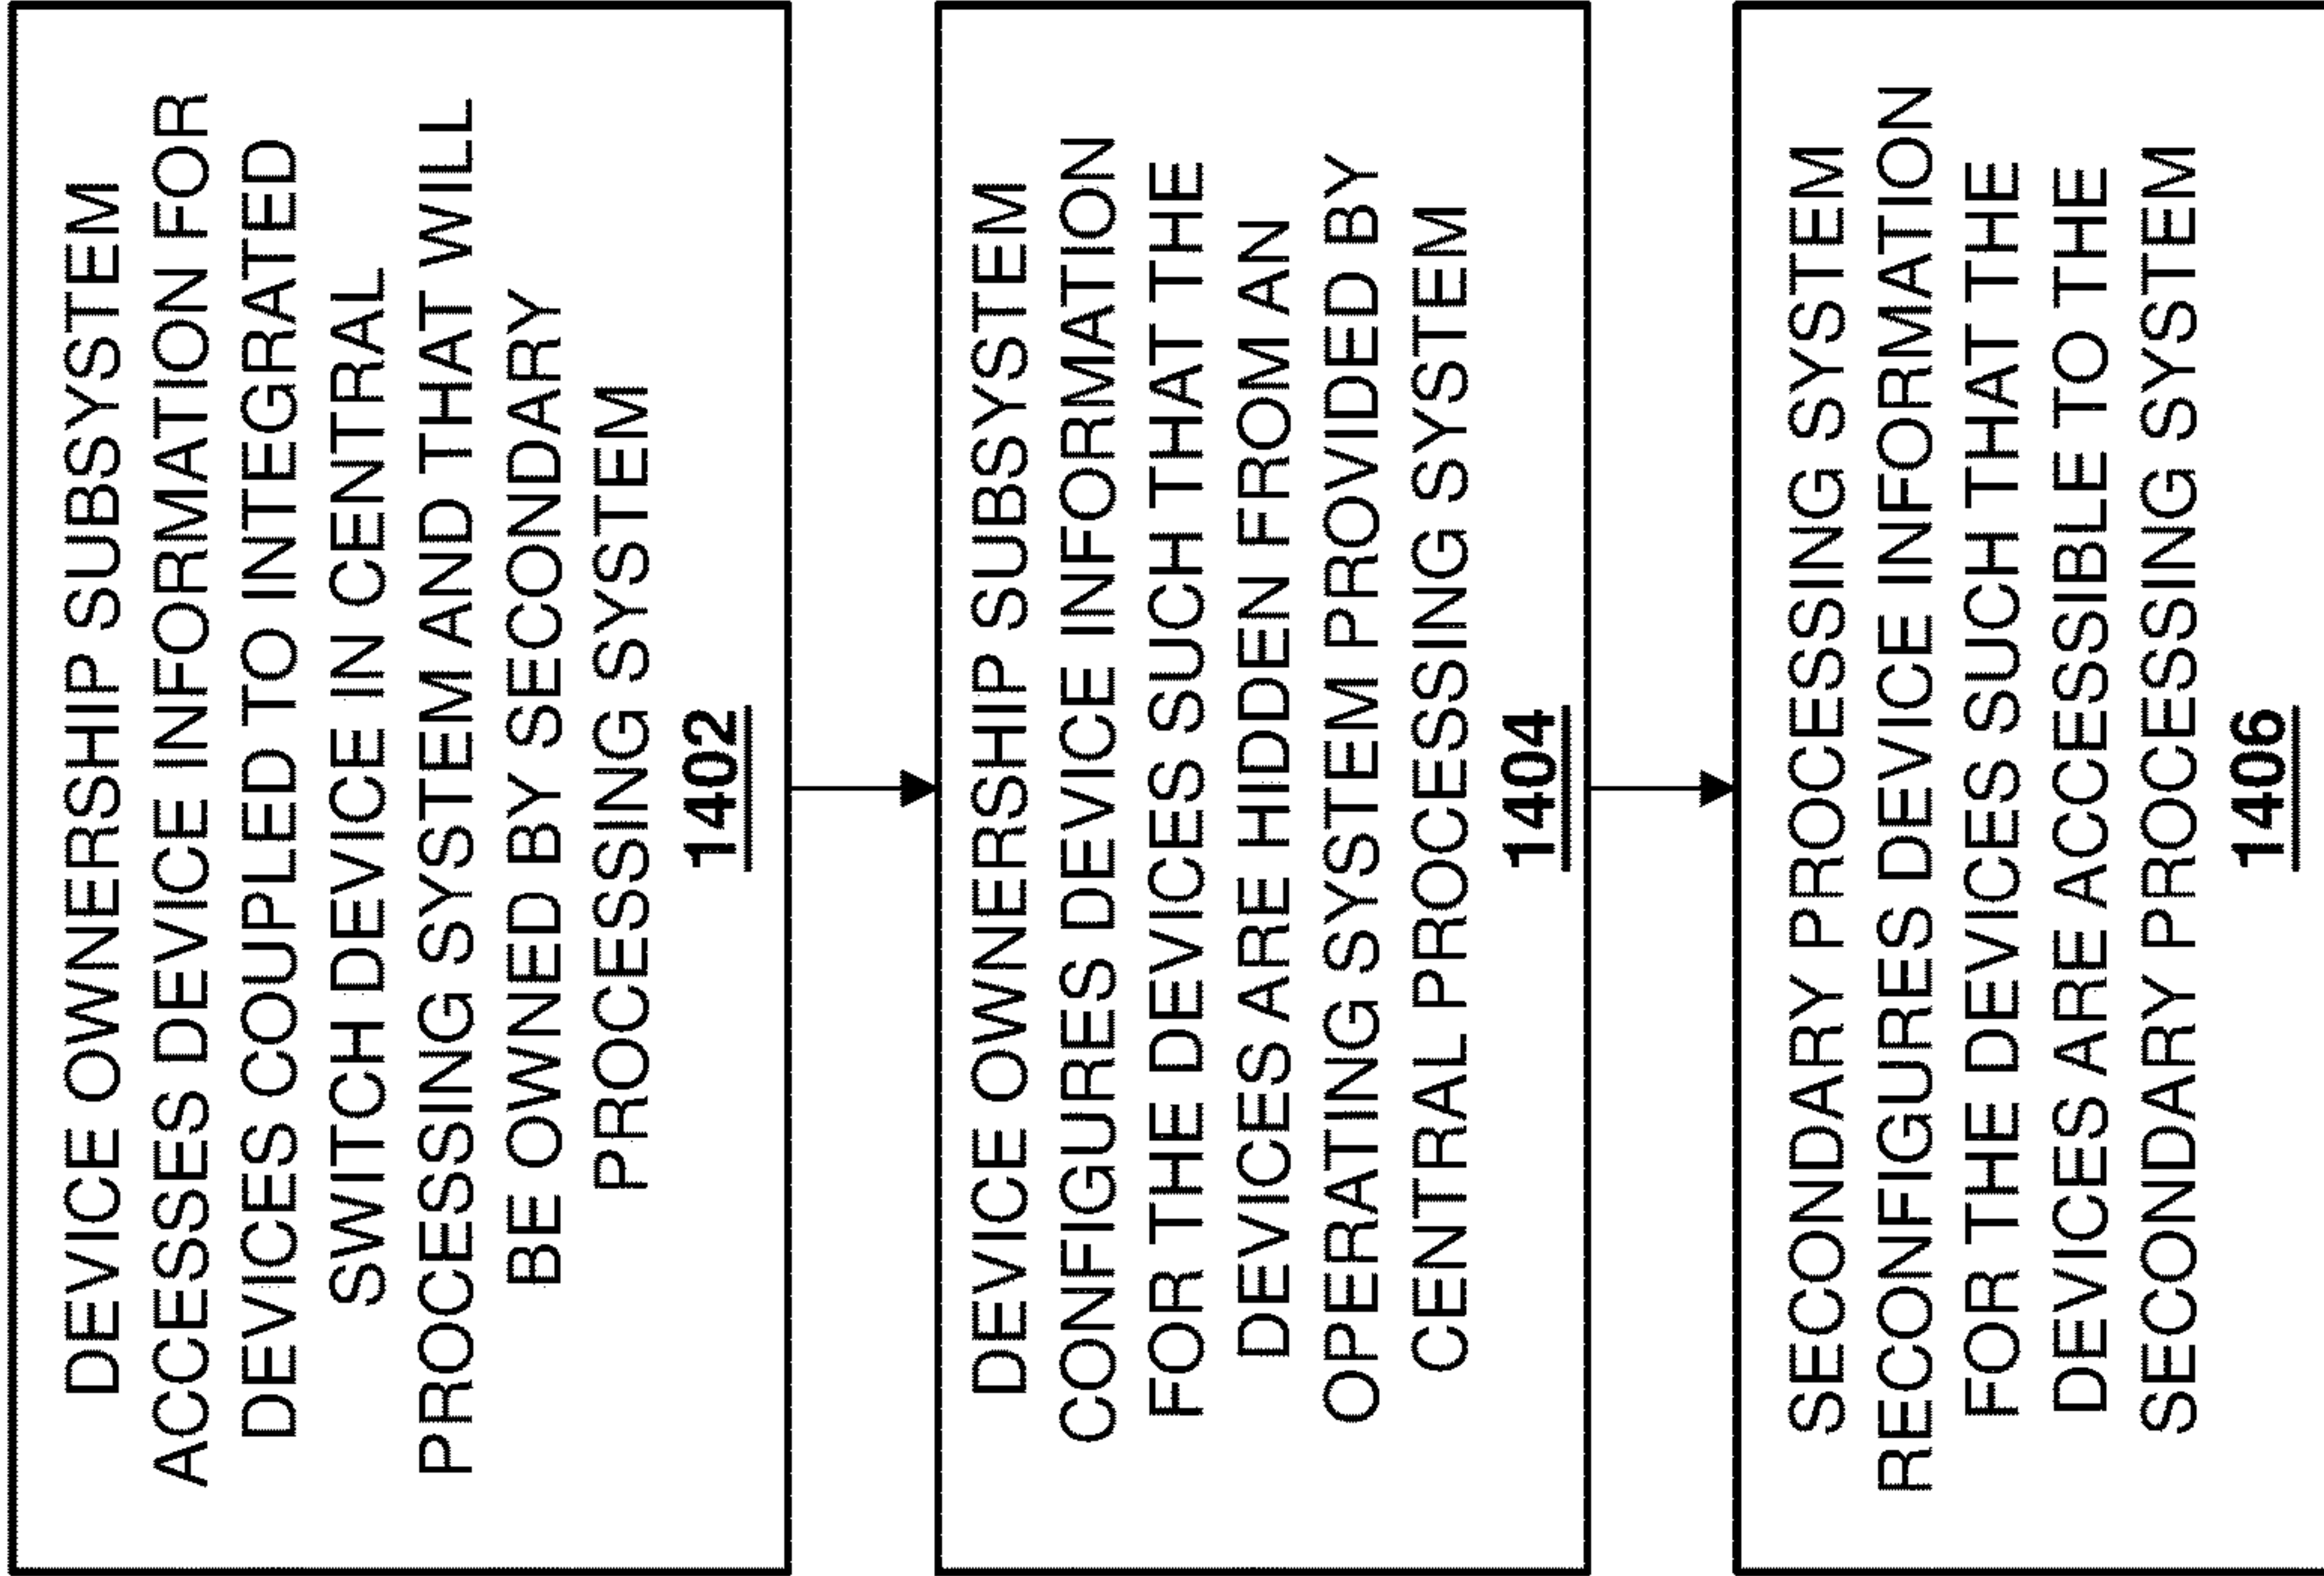 DEVICE OWNERSHIP SUBSYSTEM
ACCESSES DEVICE INFORMATION FOR
DEVICES COUPLED TO INTEGRATED
SWITCH DEVICE IN CENTRAL
PROCESSING SYSTEM AND THAT WILL
BE OWNED BY SECONDARY
PROCESSING SYSTEM
1402
DEVICE OWNERSHIP SUBSYSTEM
CONFIGURES DEVICE INFORMATION
FOR THE DEVICES SUCH THAT THE
DEVICES ARE HIDDEN FROM AN
OPERATING SYSTEM PROVIDED BY
CENTRAL PROCESSING SYSTEM
1404
SECONDARY PROCESSING SYSTEM
RECONFIGURES DEVICE INFORMATION
FOR THE DEVICES SUCH THAT THE
DEVICES ARE ACCESSIBLE TO THE
SECONDARY PROCESSING SYSTEM
1406